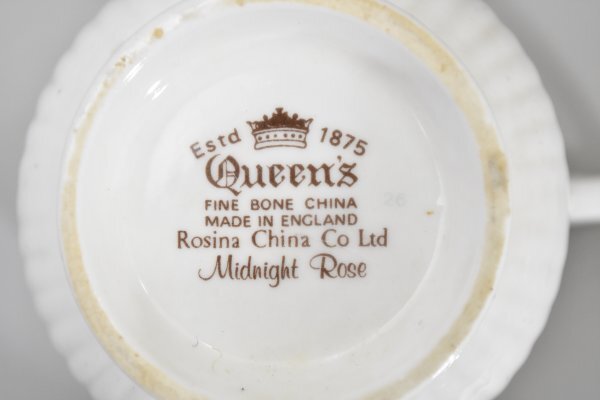 Estd 1875
Queen's
FINE BONE CHINA
MADE IN ENGLAND
26
Rosina China Co Ltd
Midnight Rose